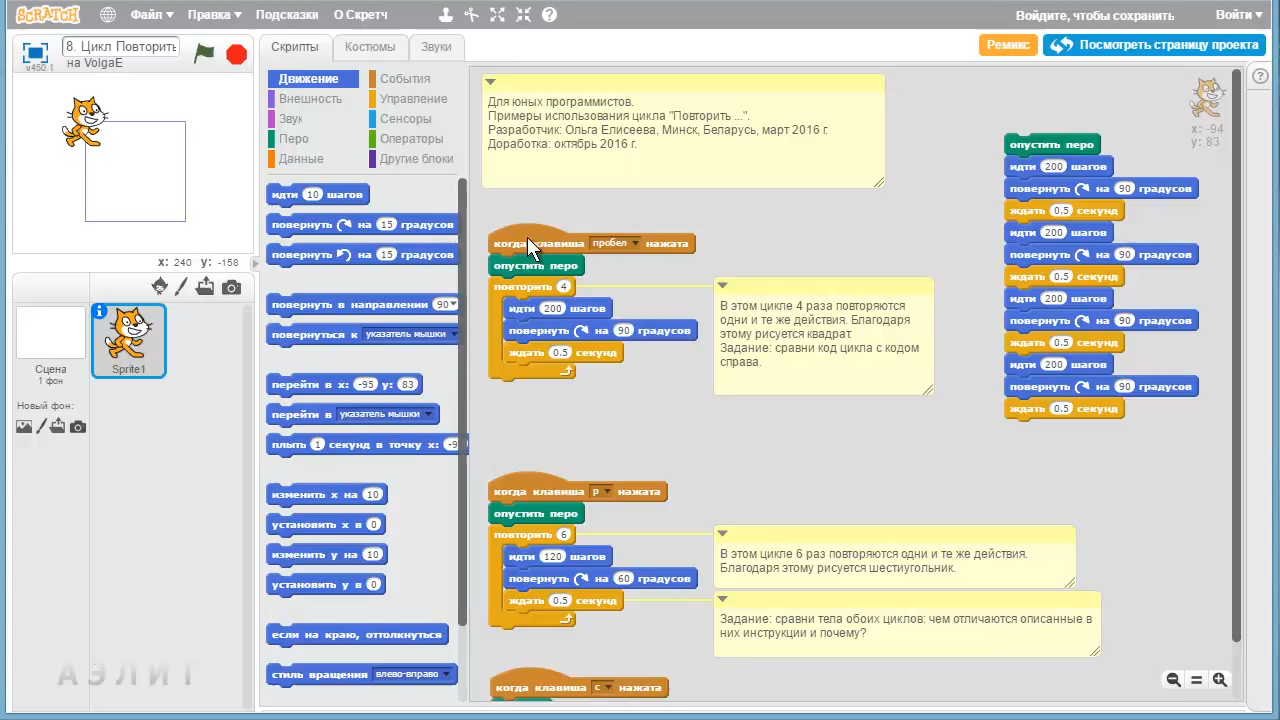 SCRATCH Файл Правка Подсказки О Скретч Войдите, чтобы сохранить Войти
8. Цикл Повторить
на VolgaE
v450.1
Скрипты Костюмы Звуки
Ремикс Посмотреть страницу проекта
Движение События
Внешность Управление
Звук Сенсоры
Перо Операторы
Данные Другие блоки
идти 10 шагов
повернуть на 15 градусов
повернуть на 15 градусов
повернуть в направлении 90
повернуться к указатель мышки
перейти в x: -95 y: 83
перейти в указатель мышки
плыть 1 секунд в точку x: -9
изменить x на 10
установить x в 0
изменить y на 10
установить y в 0
если на краю, оттолкнуться
стиль вращения влево-вправо
x: 240 y: -158
Sprite1
Сцена
1 фон
Новый фон:
АЭЛИТ
Для юных программистов.
Примеры использования цикла "Повторить ...".
Разработчик: Ольга Елисеева, Минск, Беларусь, март 2016 г.
Доработка: октябрь 2016 г.
x: -94
y: 83
когда клавиша пробел нажата
опустить перо
повторить 4
идти 200 шагов
повернуть на 90 градусов
ждать 0.5 секунд
В этом цикле 4 раза повторяются
одни и те же действия. Благодаря
этому рисуется квадрат.
Задание: сравни код цикла с кодом
справа.
опустить перо
идти 200 шагов
повернуть на 90 градусов
ждать 0.5 секунд
идти 200 шагов
повернуть на 90 градусов
ждать 0.5 секунд
идти 200 шагов
повернуть на 90 градусов
ждать 0.5 секунд
идти 200 шагов
повернуть на 90 градусов
ждать 0.5 секунд
когда клавиша p нажата
опустить перо
повторить 6
идти 120 шагов
повернуть на 60 градусов
ждать 0.5 секунд
В этом цикле 6 раз повторяются одни и те же действия.
Благодаря этому рисуется шестиугольник.
Задание: сравни тела обоих циклов: чем отличаются описанные в
них инструкции и почему?
когда клавиша c нажата